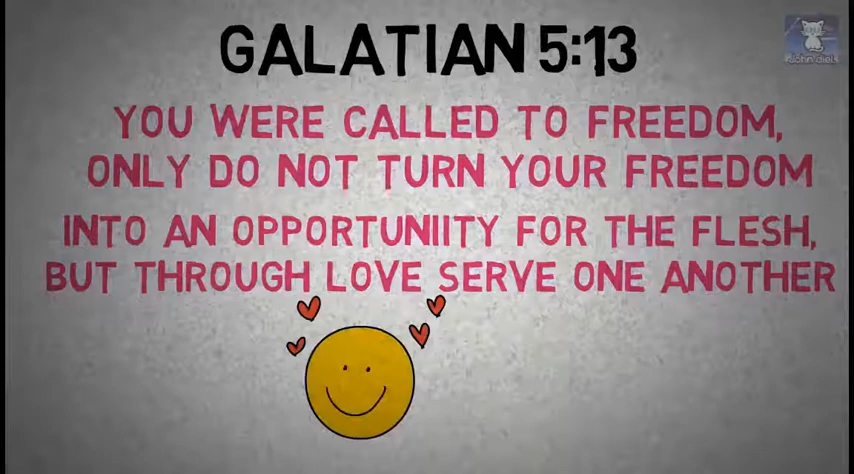 GALATIAN 5:13
YOU WERE CALLED TO FREEDOM,
ONLY DO NOT TURN YOUR FREEDOM
INTO AN OPPORTUNIITY FOR THE FLESH,
BUT THROUGH LOVE SERVE ONE ANOTHER